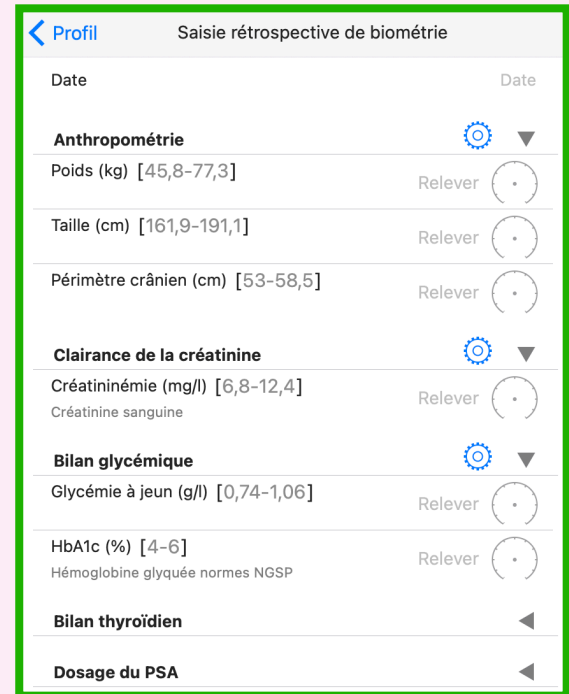 Profil Saisie rétrospective de biométrie
Date Date
Anthropométrie
Poids (kg) [45,8-77,3] Relever
Taille (cm) [161,9-191,1] Relever
Périmètre crânien (cm) [53-58,5] Relever
Clairance de la créatinine
Créatininémie (mg/l) [6,8-12,4] Relever
Créatinine sanguine
Bilan glycémique
Glycémie à jeun (g/l) [0,74-1,06] Relever
HbA1c (%) [4-6] Relever
Hémoglobine glyquée normes NGSP
Bilan thyroïdien
Dosage du PSA